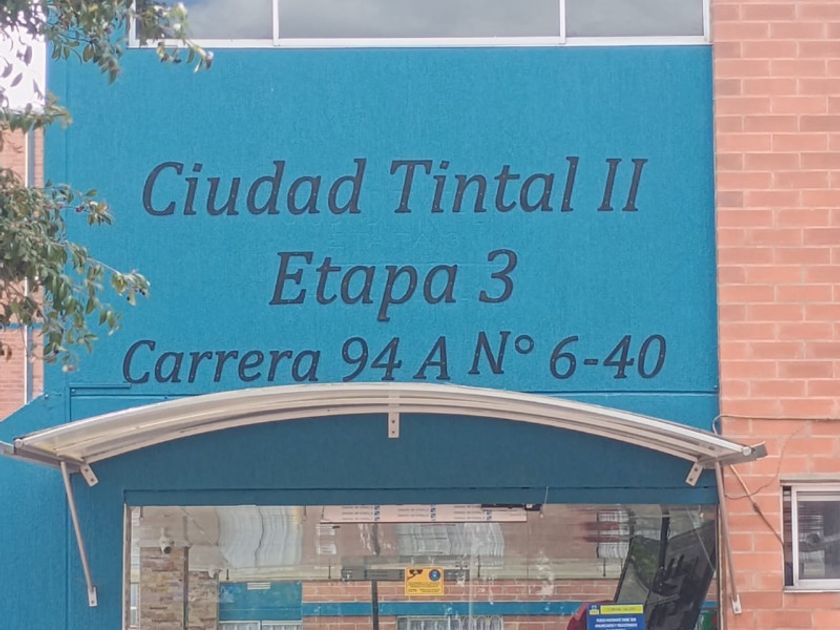 Ciudad Tintal II
Etapa 3
Carrera 94 A N° 6-40